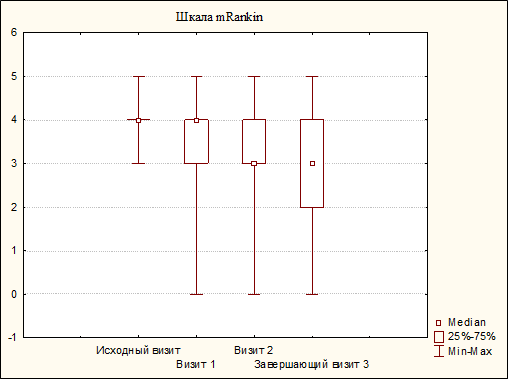 Шкала mRankin
6
5
4
3
2
1
0
-1
Исходный визит
Визит 1
Визит 2
Завершающий визит 3
Median
25%-75%
Min-Max